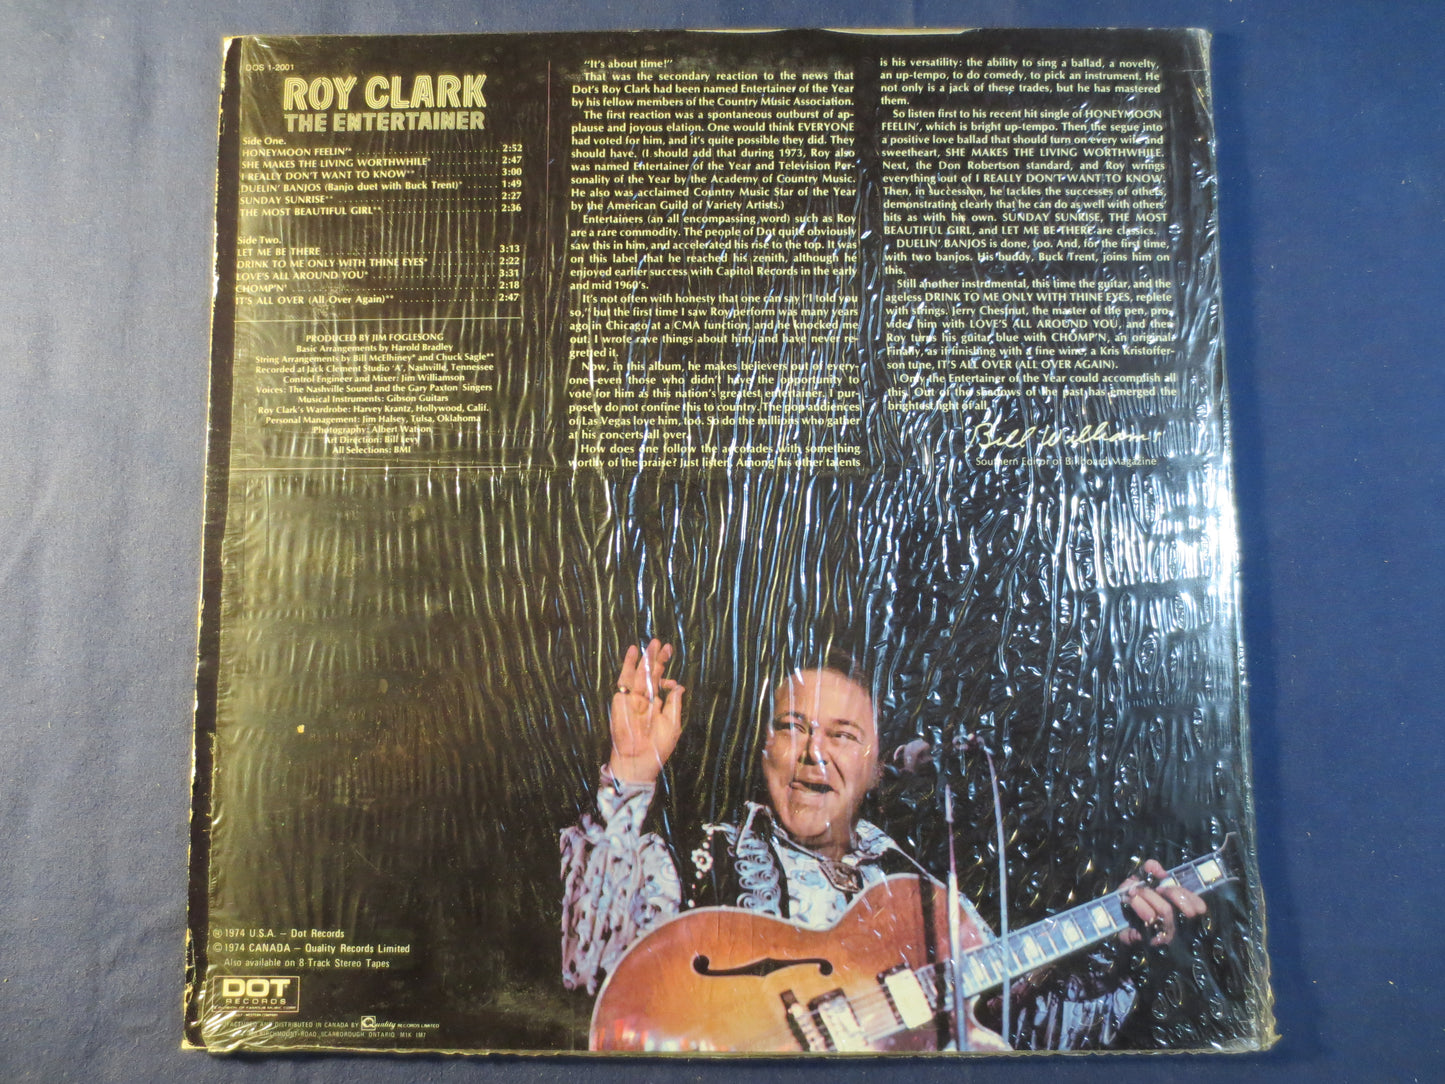 DOS 1-2001
ROY CLARK
THE ENTERTAINER
Side One.
HONEYMOON FEELIN'* 2:52
SHE MAKES THE LIVING WORTHWHILE* 2:47
I REALLY DON'T WANT TO KNOW** 3:00
DUELIN' BANJOS (Banjo duet with Buck Trent)* 1:49
SUNDAY SUNRISE** 2:27
THE MOST BEAUTIFUL GIRL** 2:36
Side Two.
LET ME BE THERE 3:13
DRINK TO ME ONLY WITH THINE EYES* 2:22
LOVE'S ALL AROUND YOU* 3:31
CHOMP'N' 2:18
IT'S ALL OVER (All Over Again)** 2:47
PRODUCED BY JIM FOGLESONG
Basic Arrangements by Harold Bradley
String Arrangements by Bill McElhiney* and Chuck Sagle**
Recorded at Jack Clement Studio 'A', Nashville, Tennessee
Control Engineer and Mixer: Jim Williamson
Voices: The Nashville Sound and the Gary Paxton Singers
Musical Instruments: Gibson Guitars
Roy Clark's Wardrobe: Harvey Krantz, Hollywood, Calif.
Personal Management: Jim Halsey, Tulsa, Oklahoma
Photography: Albert Watson
Art Direction: Bill Levy
All Selections: BMI
"It's about time!"
That was the secondary reaction to the news that
Dot's Roy Clark had been named Entertainer of the Year
by his fellow members of the Country Music Association.
The first reaction was a spontaneous outburst of ap-
plause and joyous elation. One would think EVERYONE
had voted for him, and it's quite possible they did. They
should have. (I should add that during 1973, Roy also
was named Entertainer of the Year and Television Per-
sonality of the Year by the Academy of Country Music.
He also was acclaimed Country Music Star of the Year
by the American Guild of Variety Artists.)
Entertainers (an all encompassing word) such as Roy
are a rare commodity. The people of Dot quite obviously
saw this in him, and accelerated his rise to the top. It was
on this label that he reached his zenith, although he
enjoyed earlier success with Capitol Records in the early
and mid 1960's.
It's not often with honesty that one can say "I told you
so," but the first time I saw Roy perform was many years
ago in Chicago at a CMA function, and he knocked me
out. I wrote rave things about him, and have never re-
gretted it.
Now, in this album, he makes believers out of every-
one-even those who didn't have the opportunity to
vote for him as this nation's greatest entertainer. I pur-
posely do not confine this to country. The pop audiences
of Las Vegas love him, too. So do the millions who gather
at his concerts all over.
How does one follow the accolades with something
worthy of the praise? Just listen. Among his other talents
is his versatility: the ability to sing a ballad, a novelty,
an up-tempo, to do comedy, to pick an instrument. He
not only is a jack of these trades, but he has mastered
them.
So listen first to his recent hit single of HONEYMOON
FEELIN', which is bright up-tempo. Then the segue into
a positive love ballad that should turn on every wife and
sweetheart, SHE MAKES THE LIVING WORTHWHILE.
Next, the Don Robertson standard, and Roy wrings
everything out of I REALLY DON'T WANT TO KNOW.
Then, in succession, he tackles the successes of others,
demonstrating clearly that he can do as well with others'
hits as with his own. SUNDAY SUNRISE, THE MOST
BEAUTIFUL GIRL, and LET ME BE THERE are classics.
DUELIN' BANJOS is done, too. And, for the first time,
with two banjos. His buddy, Buck Trent, joins him on
this.
Still another instrumental, this time the guitar, and the
ageless DRINK TO ME ONLY WITH THINE EYES, replete
with strings. Jerry Chestnut, the master of the pen, pro-
vides him with LOVE'S ALL AROUND YOU, and then
Roy turns his guitar blue with CHOMP'N, an original.
Finally, as if finishing with a fine wine, a Kris Kristoffer-
son tune, IT'S ALL OVER (ALL OVER AGAIN).
Only the Entertainer of the Year could accomplish all
this. Out of the shadows of the past has emerged the
brightest light of all.
Bill Williams
Southern Editor of Billboard Magazine
℗ 1974 U.S.A. – Dot Records
© 1974 CANADA – Quality Records Limited
Also available on 8-Track Stereo Tapes
DOT
RECORDS
AND DISTRIBUTED IN CANADA BY Quality RECORDS LIMITED
BIRCHMOUNT ROAD, SCARBOROUGH ONTARIO M1K